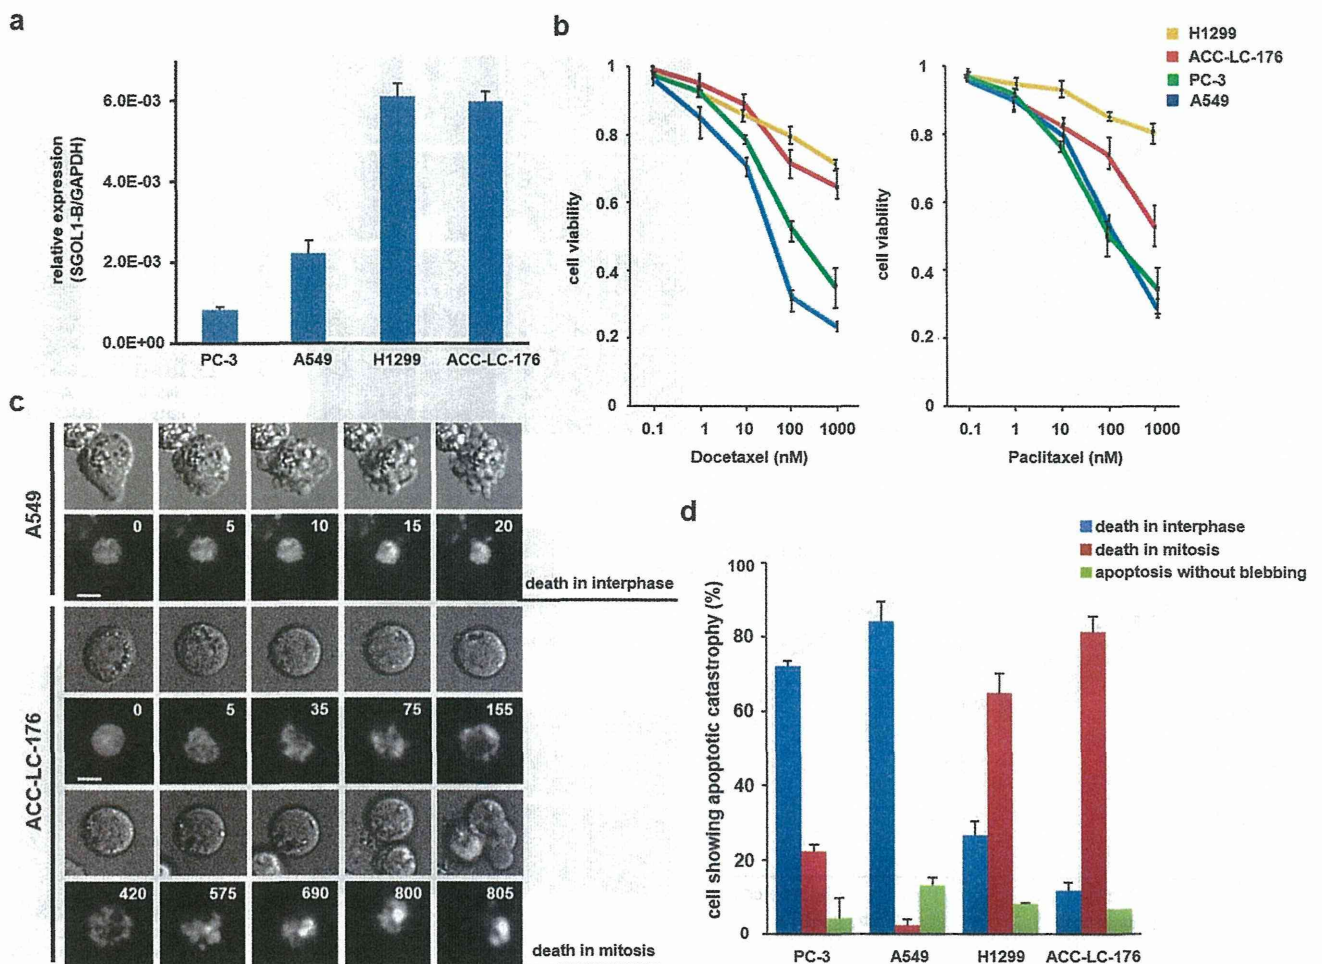 a
relative expression
(SGOL1-B/GAPDH)
6.0E-03
4.0E-03
2.0E-03
0.0E+00
PC-3 A549 H1299 ACC-LC-176
b
H1299
ACC-LC-176
PC-3
A549
cell viability
1
0.8
0.6
0.4
0.2
0
0.1 1 10 100 1000
Docetaxel (nM)
cell viability
1
0.8
0.6
0.4
0.2
0
0.1 1 10 100 1000
Paclitaxel (nM)
c
A549
0 5 10 15 20
death in interphase
ACC-LC-176
0 5 35 75 155
420 575 690 800 805
death in mitosis
d
death in interphase
death in mitosis
apoptosis without blebbing
cell showing apoptotic catastrophy (%)
100
80
60
40
20
0
PC-3 A549 H1299 ACC-LC-176